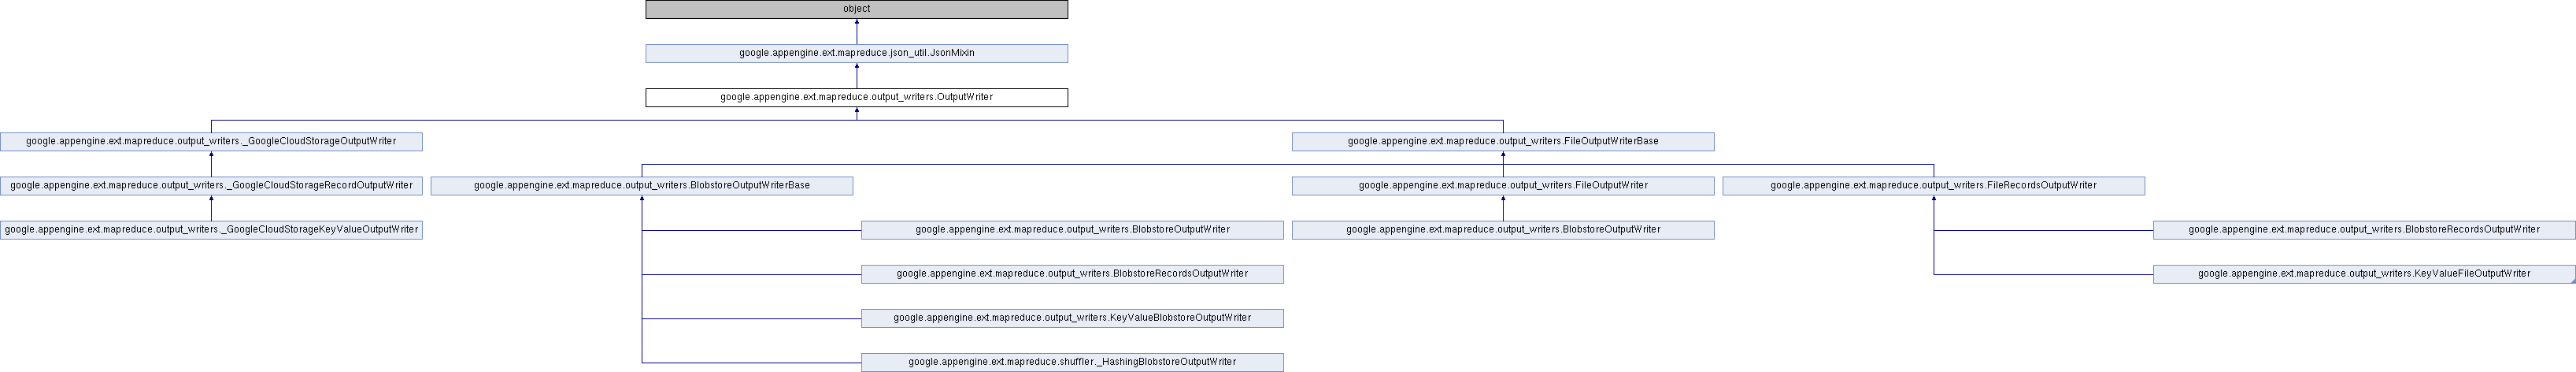 object
google.appengine.ext.mapreduce.json_util.JsonMixin
google.appengine.ext.mapreduce.output_writers.OutputWriter
google.appengine.ext.mapreduce.output_writers._GoogleCloudStorageOutputWriter
google.appengine.ext.mapreduce.output_writers.FileOutputWriterBase
google.appengine.ext.mapreduce.output_writers._GoogleCloudStorageRecordOutputWriter
google.appengine.ext.mapreduce.output_writers.BlobstoreOutputWriterBase
google.appengine.ext.mapreduce.output_writers.FileOutputWriter
google.appengine.ext.mapreduce.output_writers.FileRecordsOutputWriter
google.appengine.ext.mapreduce.output_writers._GoogleCloudStorageKeyValueOutputWriter
google.appengine.ext.mapreduce.output_writers.BlobstoreOutputWriter
google.appengine.ext.mapreduce.output_writers.BlobstoreOutputWriter
google.appengine.ext.mapreduce.output_writers.BlobstoreRecordsOutputWriter
google.appengine.ext.mapreduce.output_writers.BlobstoreRecordsOutputWriter
google.appengine.ext.mapreduce.output_writers.KeyValueFileOutputWriter
google.appengine.ext.mapreduce.output_writers.KeyValueBlobstoreOutputWriter
google.appengine.ext.mapreduce.shuffler._HashingBlobstoreOutputWriter